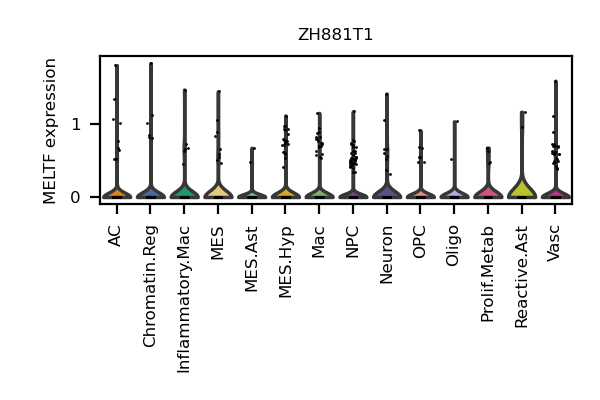 ZH881T1
MELTF expression
1
0
AC
Chromatin.Reg
Inflammatory.Mac
MES
MES.Ast
MES.Hyp
Mac
NPC
Neuron
OPC
Oligo
Prolif.Metab
Reactive.Ast
Vasc